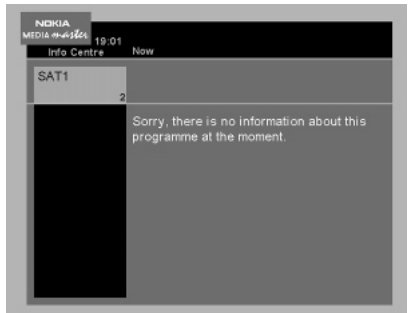 NOKIA
MEDIA master
19:01
Info Centre
Now
SAT1
2
Sorry, there is no information about this
programme at the moment.